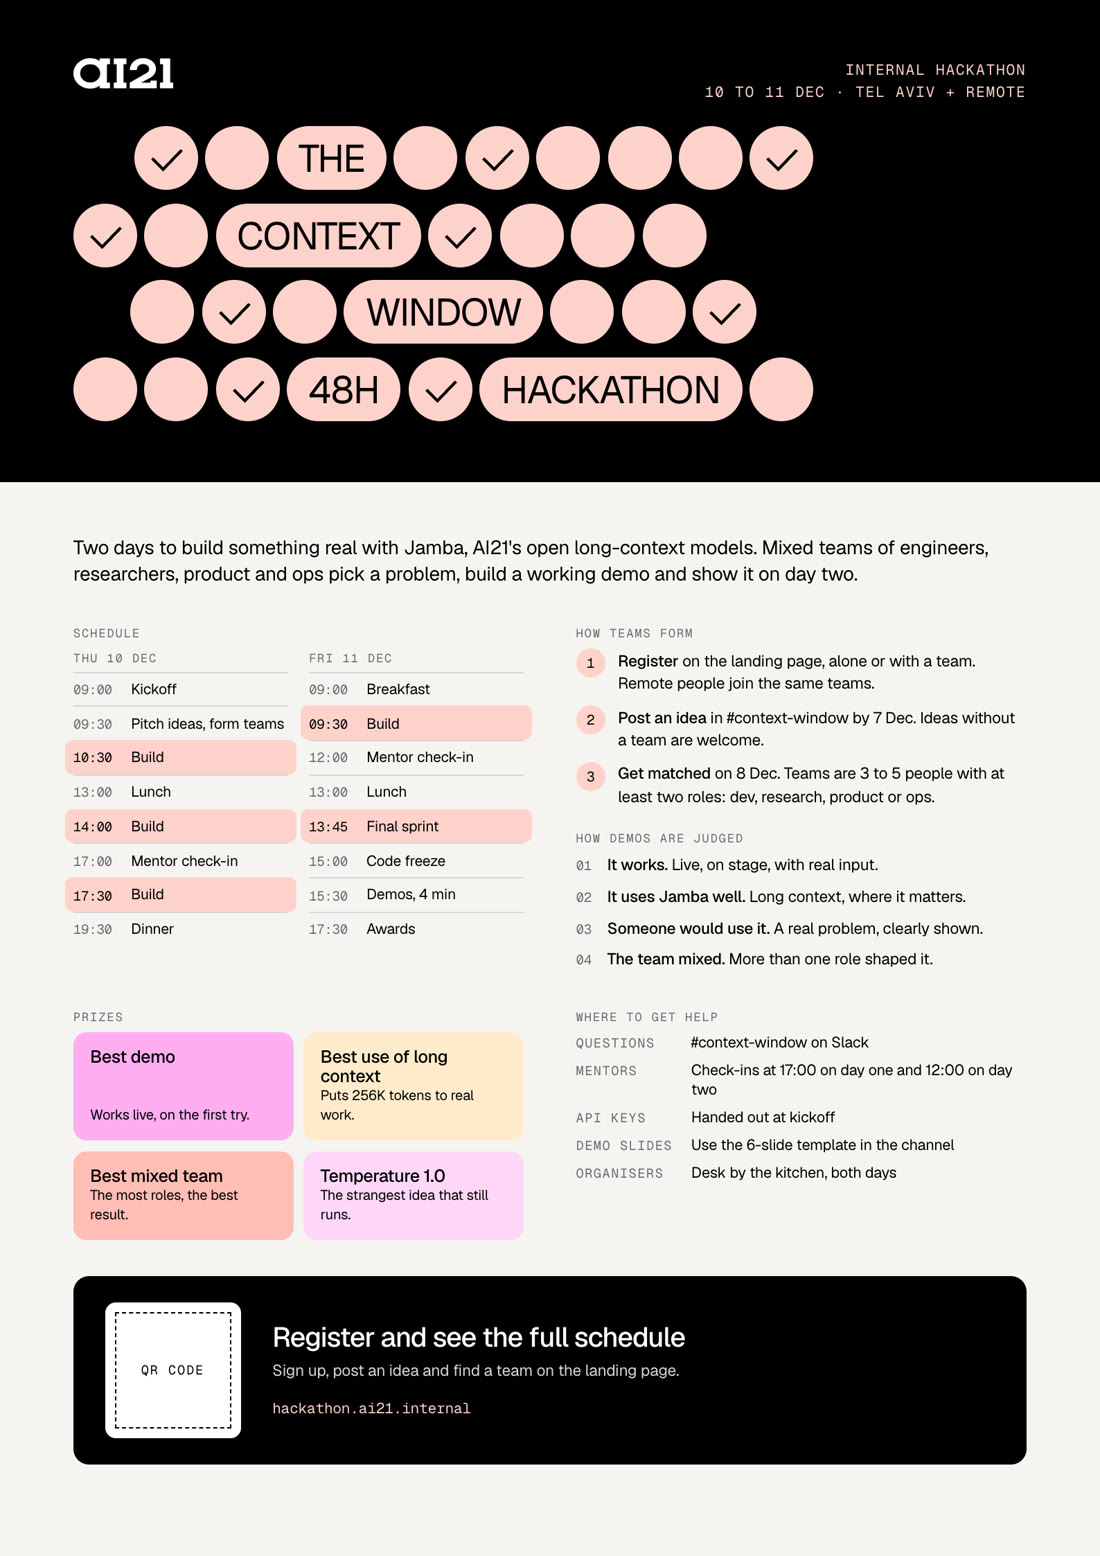 AI21
INTERNAL HACKATHON
10 TO 11 DEC · TEL AVIV + REMOTE
THE
CONTEXT
WINDOW
48H HACKATHON
Two days to build something real with Jamba, AI21's open long-context models. Mixed teams of engineers,
researchers, product and ops pick a problem, build a working demo and show it on day two.
SCHEDULE
THU 10 DEC
09:00 Kickoff
09:30 Pitch ideas, form teams
10:30 Build
13:00 Lunch
14:00 Build
17:00 Mentor check-in
17:30 Build
19:30 Dinner
FRI 11 DEC
09:00 Breakfast
09:30 Build
12:00 Mentor check-in
13:00 Lunch
13:45 Final sprint
15:00 Code freeze
15:30 Demos, 4 min
17:30 Awards
HOW TEAMS FORM
1 Register on the landing page, alone or with a team.
Remote people join the same teams.
2 Post an idea in #context-window by 7 Dec. Ideas without
a team are welcome.
3 Get matched on 8 Dec. Teams are 3 to 5 people with at
least two roles: dev, research, product or ops.
HOW DEMOS ARE JUDGED
01 It works. Live, on stage, with real input.
02 It uses Jamba well. Long context, where it matters.
03 Someone would use it. A real problem, clearly shown.
04 The team mixed. More than one role shaped it.
PRIZES
Best demo
Works live, on the first try.
Best use of long
context
Puts 256K tokens to real
work.
Best mixed team
The most roles, the best
result.
Temperature 1.0
The strangest idea that still
runs.
WHERE TO GET HELP
QUESTIONS #context-window on Slack
MENTORS Check-ins at 17:00 on day one and 12:00 on day
two
API KEYS Handed out at kickoff
DEMO SLIDES Use the 6-slide template in the channel
ORGANISERS Desk by the kitchen, both days
QR CODE
Register and see the full schedule
Sign up, post an idea and find a team on the landing page.
hackathon.ai21.internal